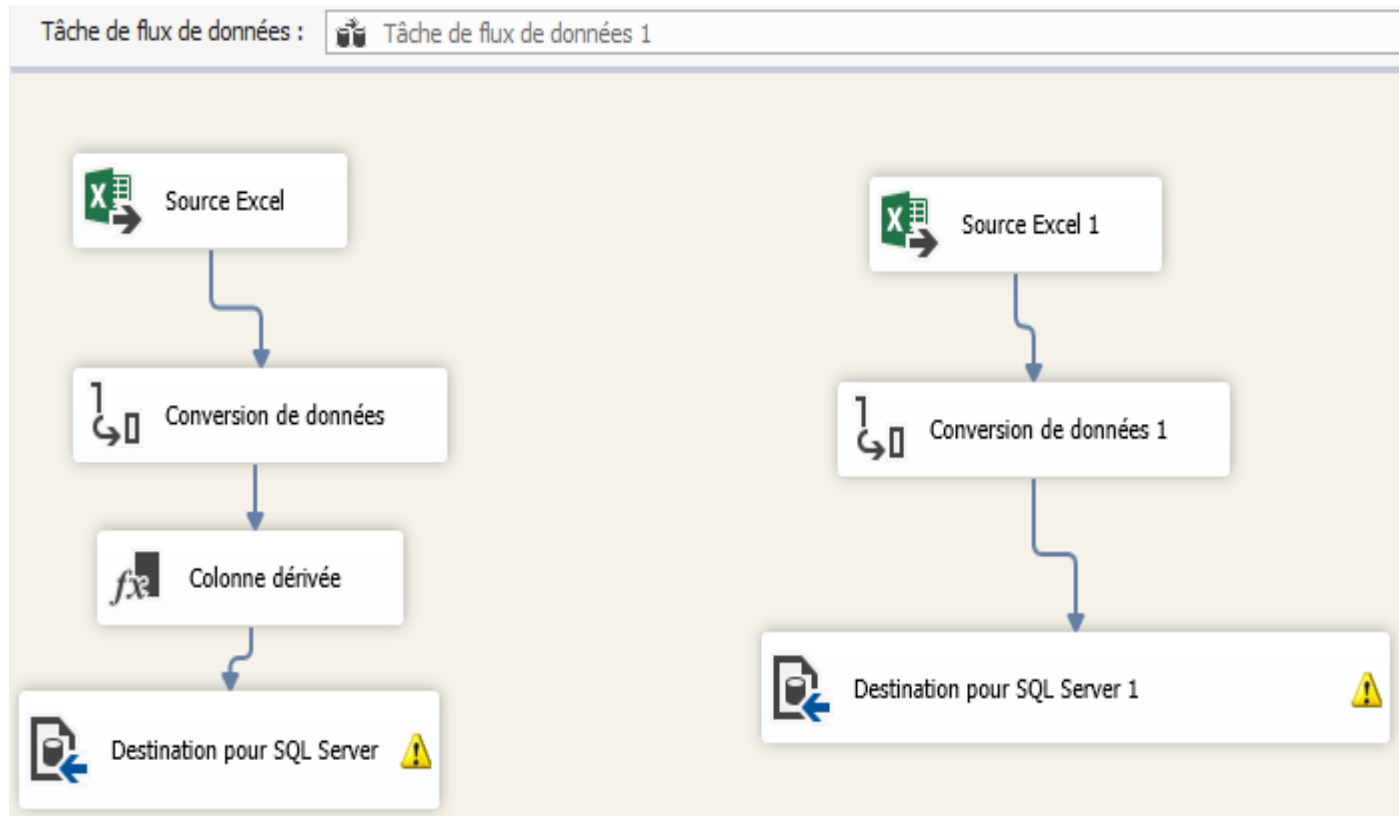 Tâche de flux de données :
Tâche de flux de données 1
Source Excel
Source Excel 1
Conversion de données
Conversion de données 1
Colonne dérivée
Destination pour SQL Server
Destination pour SQL Server 1